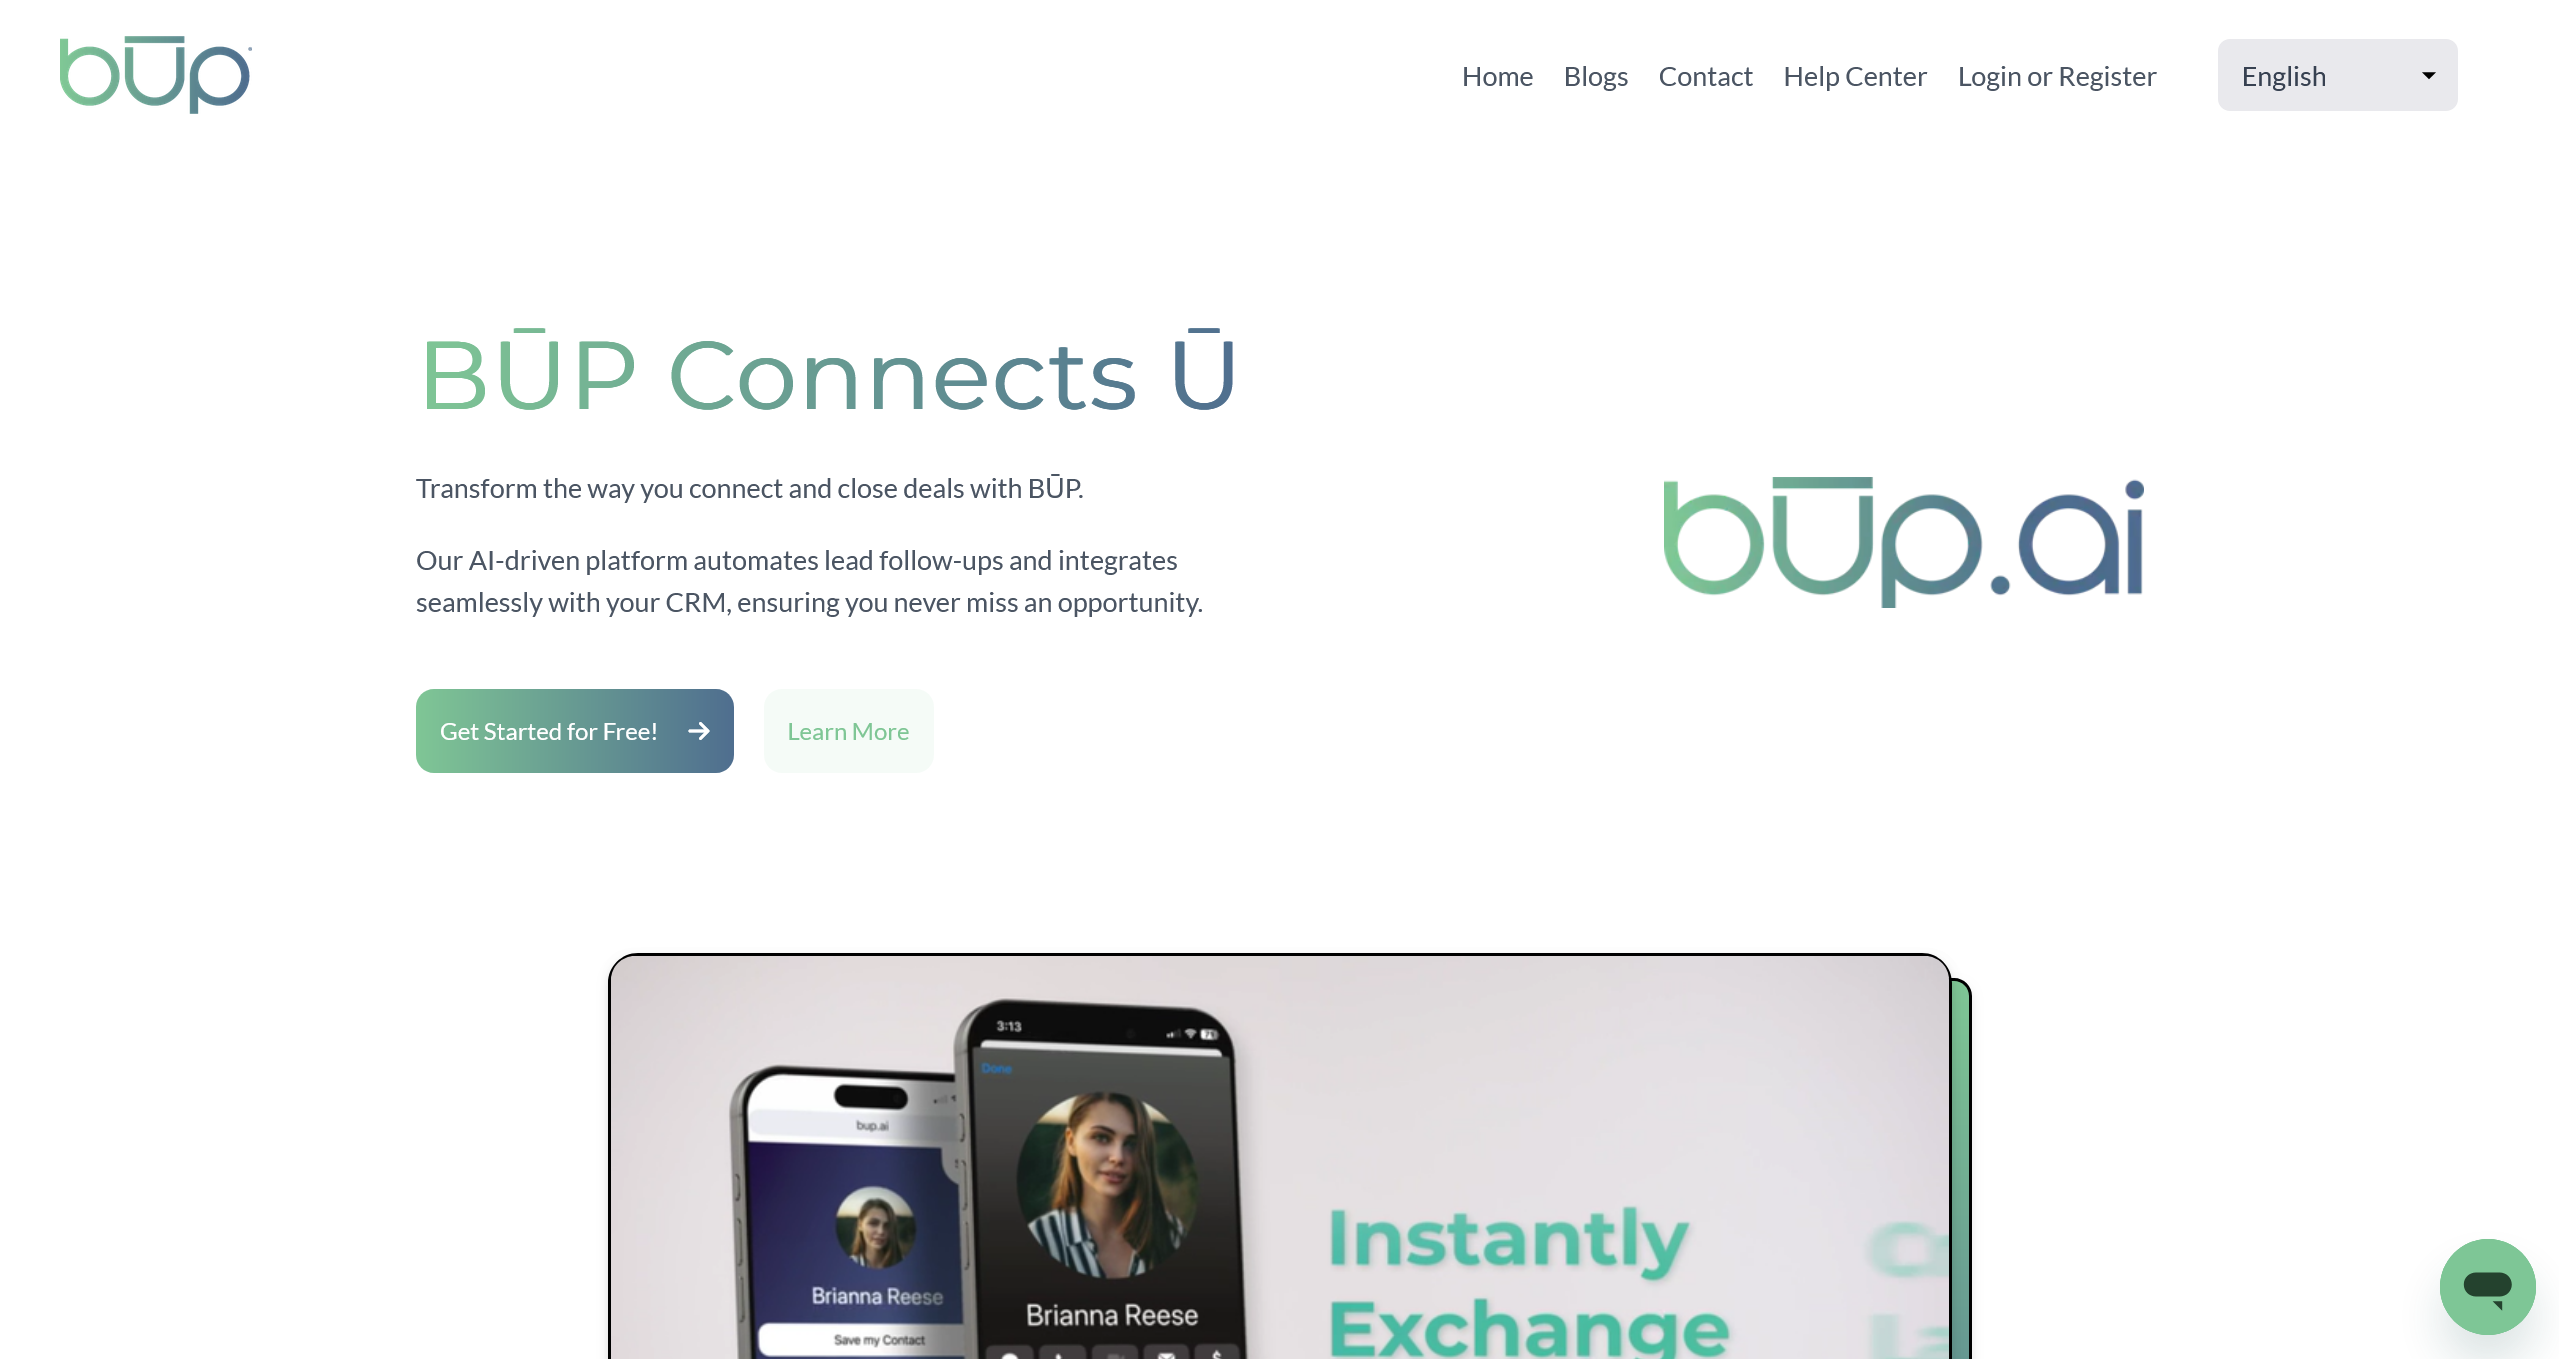 būp
Home Blogs Contact Help Center Login or Register English
BŪP Connects Ū
Transform the way you connect and close deals with BŪP.
Our AI-driven platform automates lead follow-ups and integrates
seamlessly with your CRM, ensuring you never miss an opportunity.
būp.ai
Get Started for Free!
Learn More
3:13
Done
bup.ai
Brianna Reese
Save my Contact
Brianna Reese
Instantly
Exchange